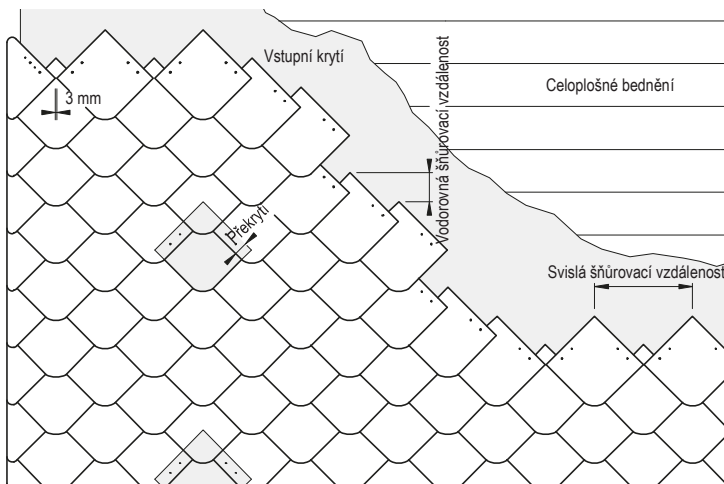 Vstupní krytí
Vodorovná šňůrovací vzdálenost
Celoplošné bednění
3 mm
Překrytí
Svislá šňůrovací vzdálenost